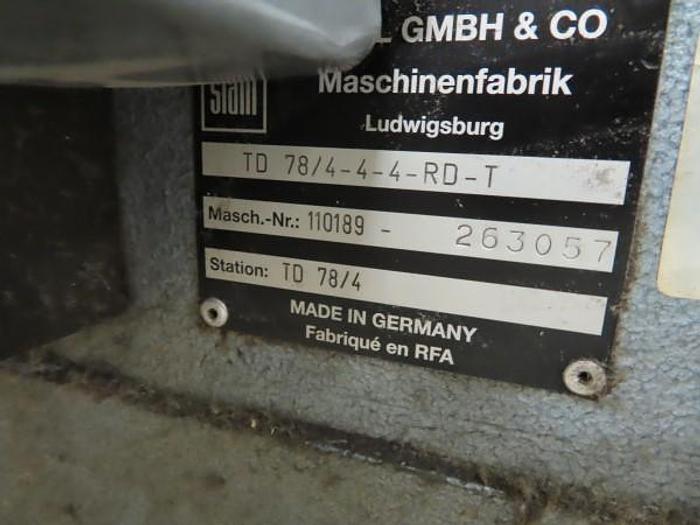 GMBH & CO
Maschinenfabrik
stahl
Ludwigsburg
TD 78/4-4-4-RD-T
Masch.-Nr.: 110189 - 263057
Station: TD 78/4
MADE IN GERMANY
Fabriqué en RFA